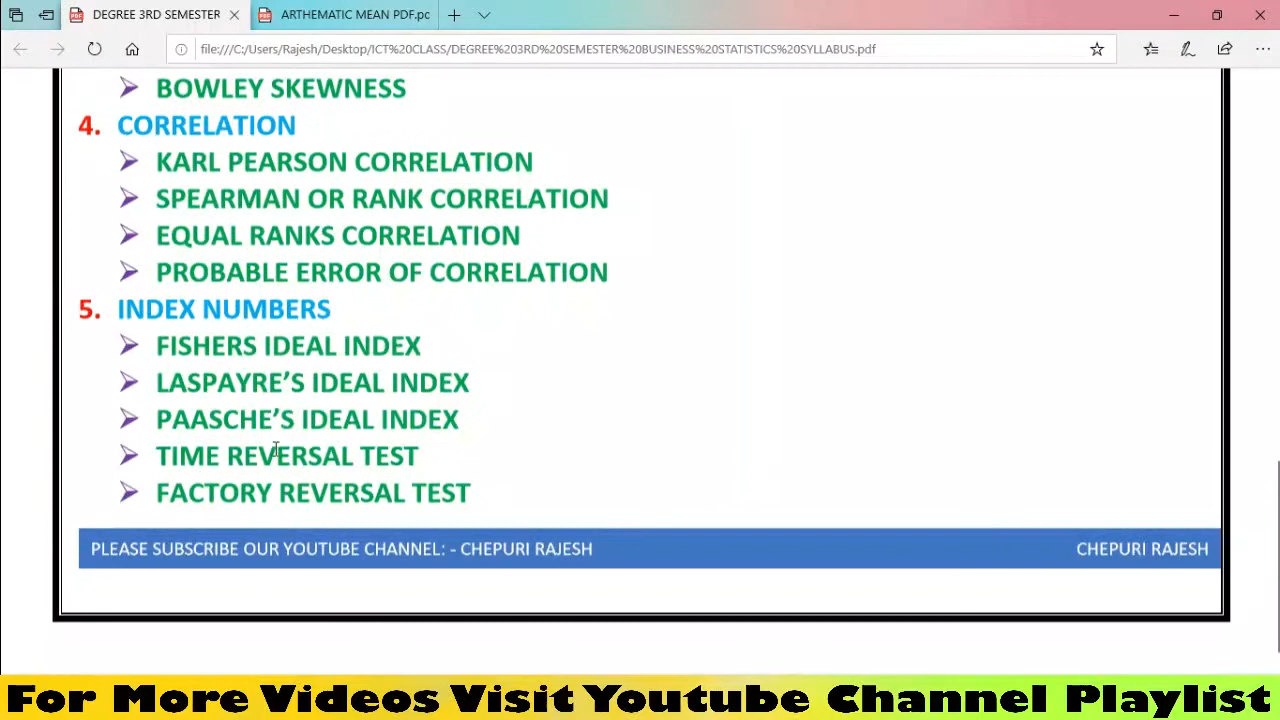 DEGREE 3RD SEMESTER
ARTHEMATIC MEAN PDF.pc
file:///C:/Users/Rajesh/Desktop/ICT%20CLASS/DEGREE%203RD%20SEMESTER%20BUSINESS%20STATISTICS%20SYLLABUS.pdf
➢ BOWLEY SKEWNESS
4. CORRELATION
➢ KARL PEARSON CORRELATION
➢ SPEARMAN OR RANK CORRELATION
➢ EQUAL RANKS CORRELATION
➢ PROBABLE ERROR OF CORRELATION
5. INDEX NUMBERS
➢ FISHERS IDEAL INDEX
➢ LASPAYRE’S IDEAL INDEX
➢ PAASCHE’S IDEAL INDEX
➢ TIME REVERSAL TEST
➢ FACTORY REVERSAL TEST
PLEASE SUBSCRIBE OUR YOUTUBE CHANNEL: - CHEPURI RAJESH CHEPURI RAJESH
For More Videos Visit Youtube Channel Playlist